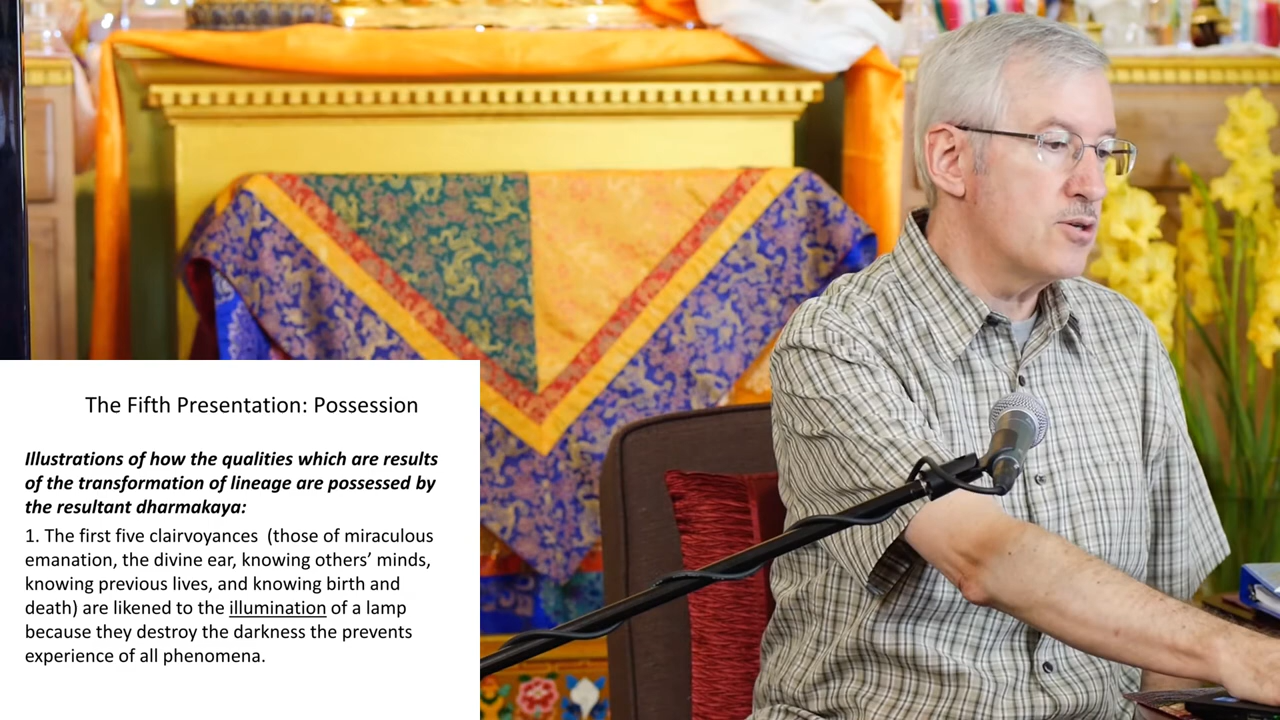 The Fifth Presentation: Possession
Illustrations of how the qualities which are results
of the transformation of lineage are possessed by
the resultant dharmakaya:
1. The first five clairvoyances  (those of miraculous
emanation, the divine ear, knowing others’ minds,
knowing previous lives, and knowing birth and
death) are likened to the illumination of a lamp
because they destroy the darkness the prevents
experience of all phenomena.